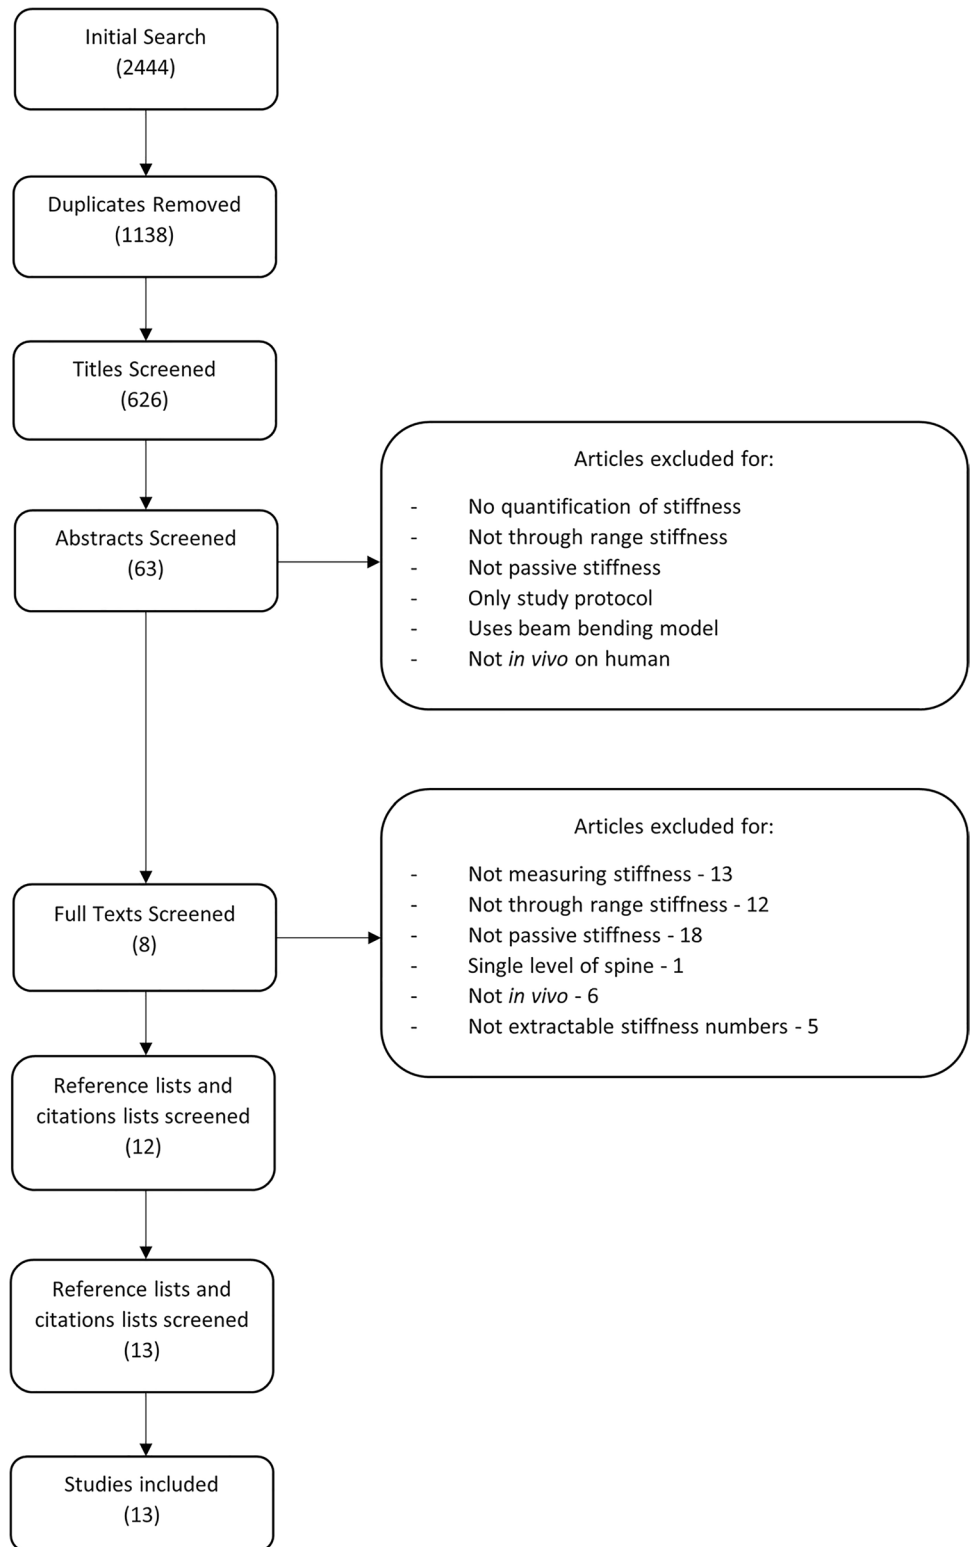 Initial Search
(2444)
Duplicates Removed
(1138)
Titles Screened
(626)
Abstracts Screened
(63)
Articles excluded for:
- No quantification of stiffness
- Not through range stiffness
- Not passive stiffness
- Only study protocol
- Uses beam bending model
- Not in vivo on human
Full Texts Screened
(8)
Articles excluded for:
- Not measuring stiffness - 13
- Not through range stiffness - 12
- Not passive stiffness - 18
- Single level of spine - 1
- Not in vivo - 6
- Not extractable stiffness numbers - 5
Reference lists and
citations lists screened
(12)
Reference lists and
citations lists screened
(13)
Studies included
(13)